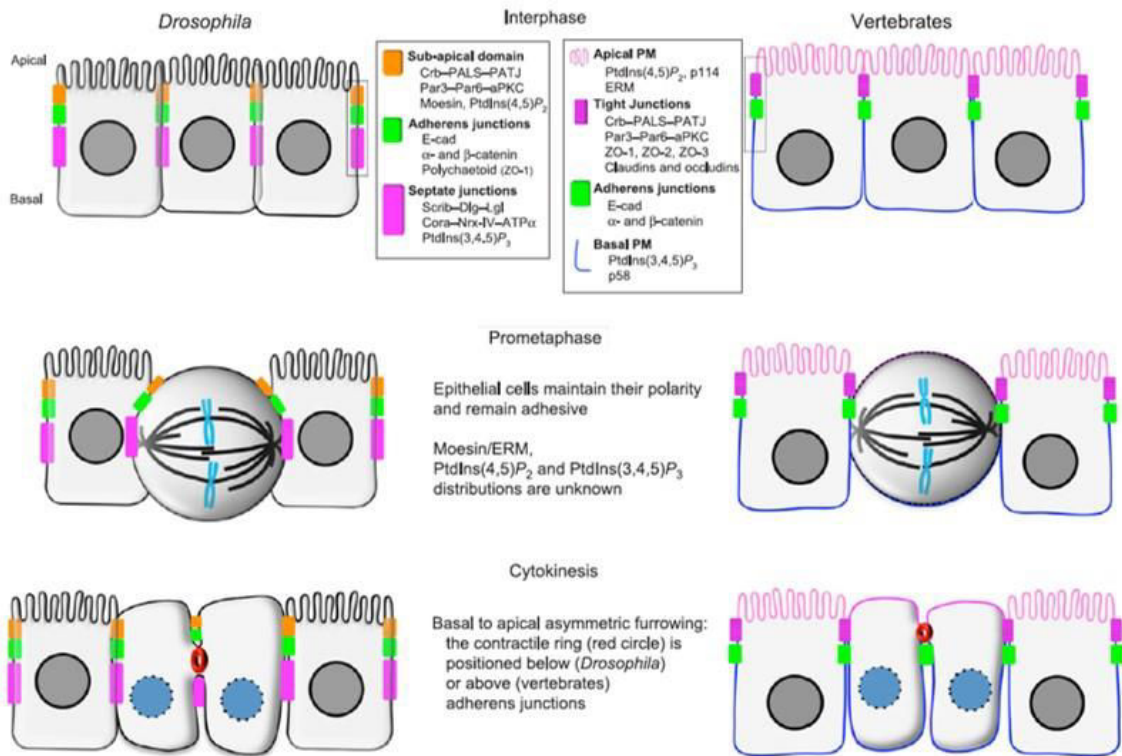 Drosophila
Interphase
Vertebrates
Apical
Basal
Sub-apical domain
Crb–PALS–PATJ
Par3–Par6–aPKC
Moesin, PtdIns(4,5)P2
Adherens junctions
E-cad
α- and β-catenin
Polychaetoid (ZO-1)
Septate junctions
Scrib–Dlg–Lgl
Cora–Nrx-IV–ATPα
PtdIns(3,4,5)P3
Apical PM
PtdIns(4,5)P2, p114
ERM
Tight Junctions
Crb–PALS–PATJ
Par3–Par6–aPKC
ZO-1, ZO-2, ZO-3
Claudins and occludins
Adherens junctions
E-cad
α- and β-catenin
Basal PM
PtdIns(3,4,5)P3
p58
Prometaphase
Epithelial cells maintain their polarity
and remain adhesive
Moesin/ERM,
PtdIns(4,5)P2 and PtdIns(3,4,5)P3
distributions are unknown
Cytokinesis
Basal to apical asymmetric furrowing:
the contractile ring (red circle) is
positioned below (Drosophila)
or above (vertebrates)
adherens junctions